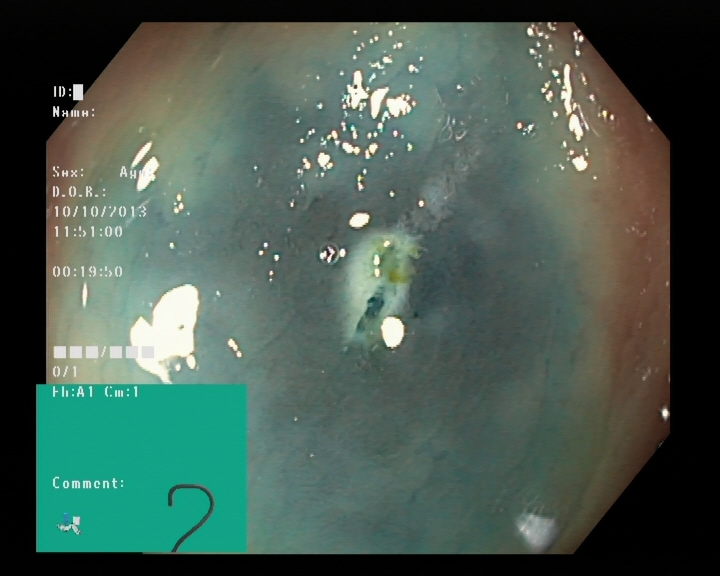 ID:
Name:
Sex: Age:
D.O.B.:
10/10/2013
11:51:00
00:19:50
■■■/■■■
0/1
Eh:A1 Cm:1
Comment: